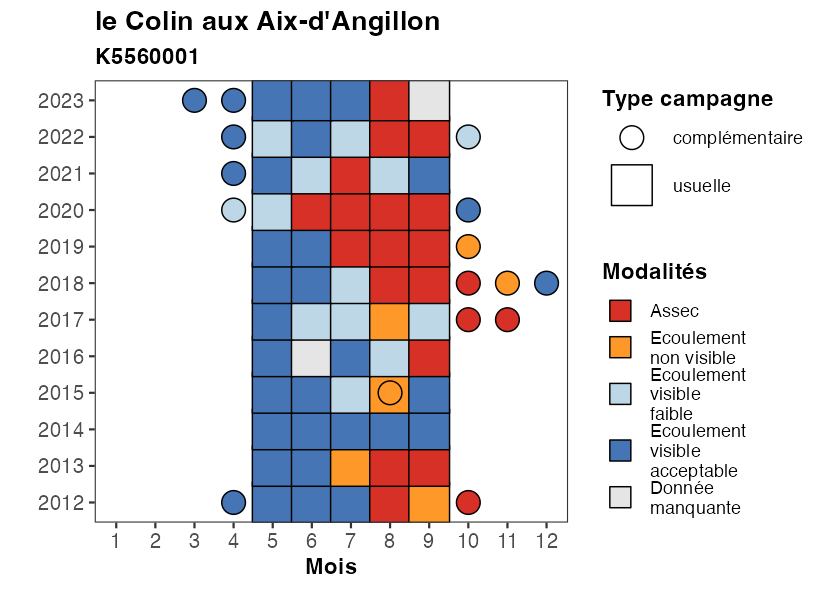 le Colin aux Aix-d'Angillon
K5560001
2023
2022
2021
2020
2019
2018
2017
2016
2015
2014
2013
2012
1 2 3 4 5 6 7 8 9 10 11 12
Mois
Type campagne
complémentaire
usuelle
Modalités
Assec
Ecoulement
non visible
Ecoulement
visible
faible
Ecoulement
visible
acceptable
Donnée
manquante